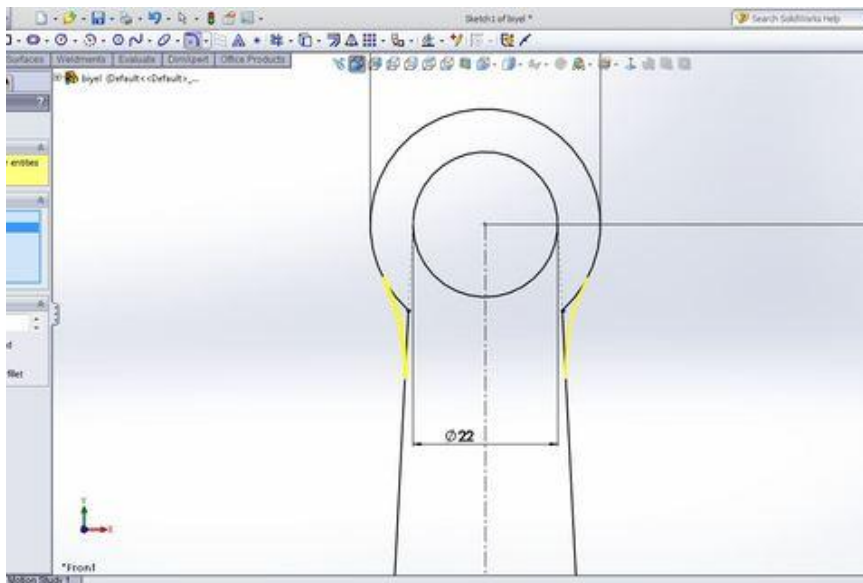 Sketch1 of biyel *
Search SolidWorks Help
Surfaces Weldments Evaluate DimXpert Office Products
biyel (Default<<Default>_...
?
entities
fillet
Ø22
Y
X
*Front
Motion Study 1